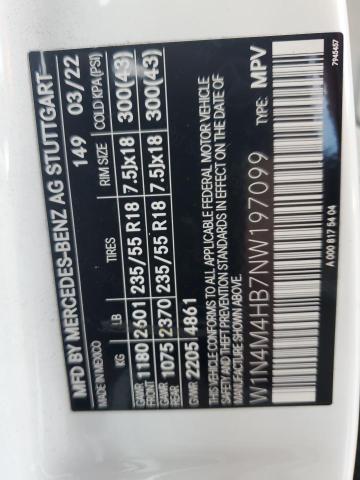 MFD BY MERCEDES-BENZ AG STUTTGART
MADE IN MEXICO 149 03/22
KG LB TIRES RIM SIZE COLD KPA(PSI)
GAWR FRONT 1180 2601 235/55 R18 7.5Jx18 300(43)
GAWR REAR 1075 2370 235/55 R18 7.5Jx18 300(43)
GVWR 2205 4861
THIS VEHICLE CONFORMS TO ALL APPLICABLE FEDERAL MOTOR VEHICLE
SAFETY AND THEFT PREVENTION STANDARDS IN EFFECT ON THE DATE OF
MANUFACTURE SHOWN ABOVE.
W1N4M4HB7NW197099 TYPE: MPV
A 000 817 54 04 7945457